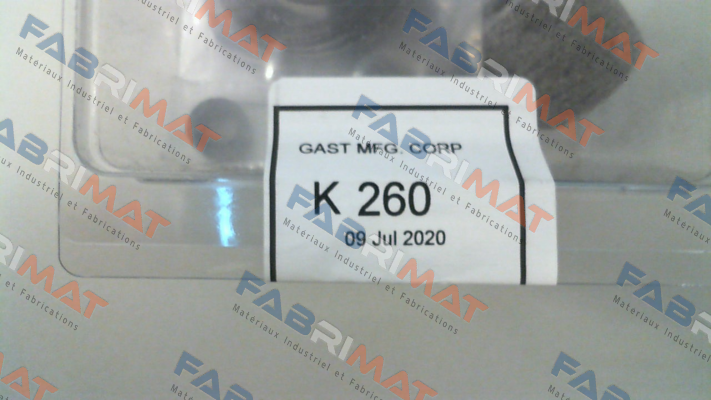 GAST MFG. CORP
K 260
09 Jul 2020
FABRIMAT
Materiaux Industriel et Fabrications